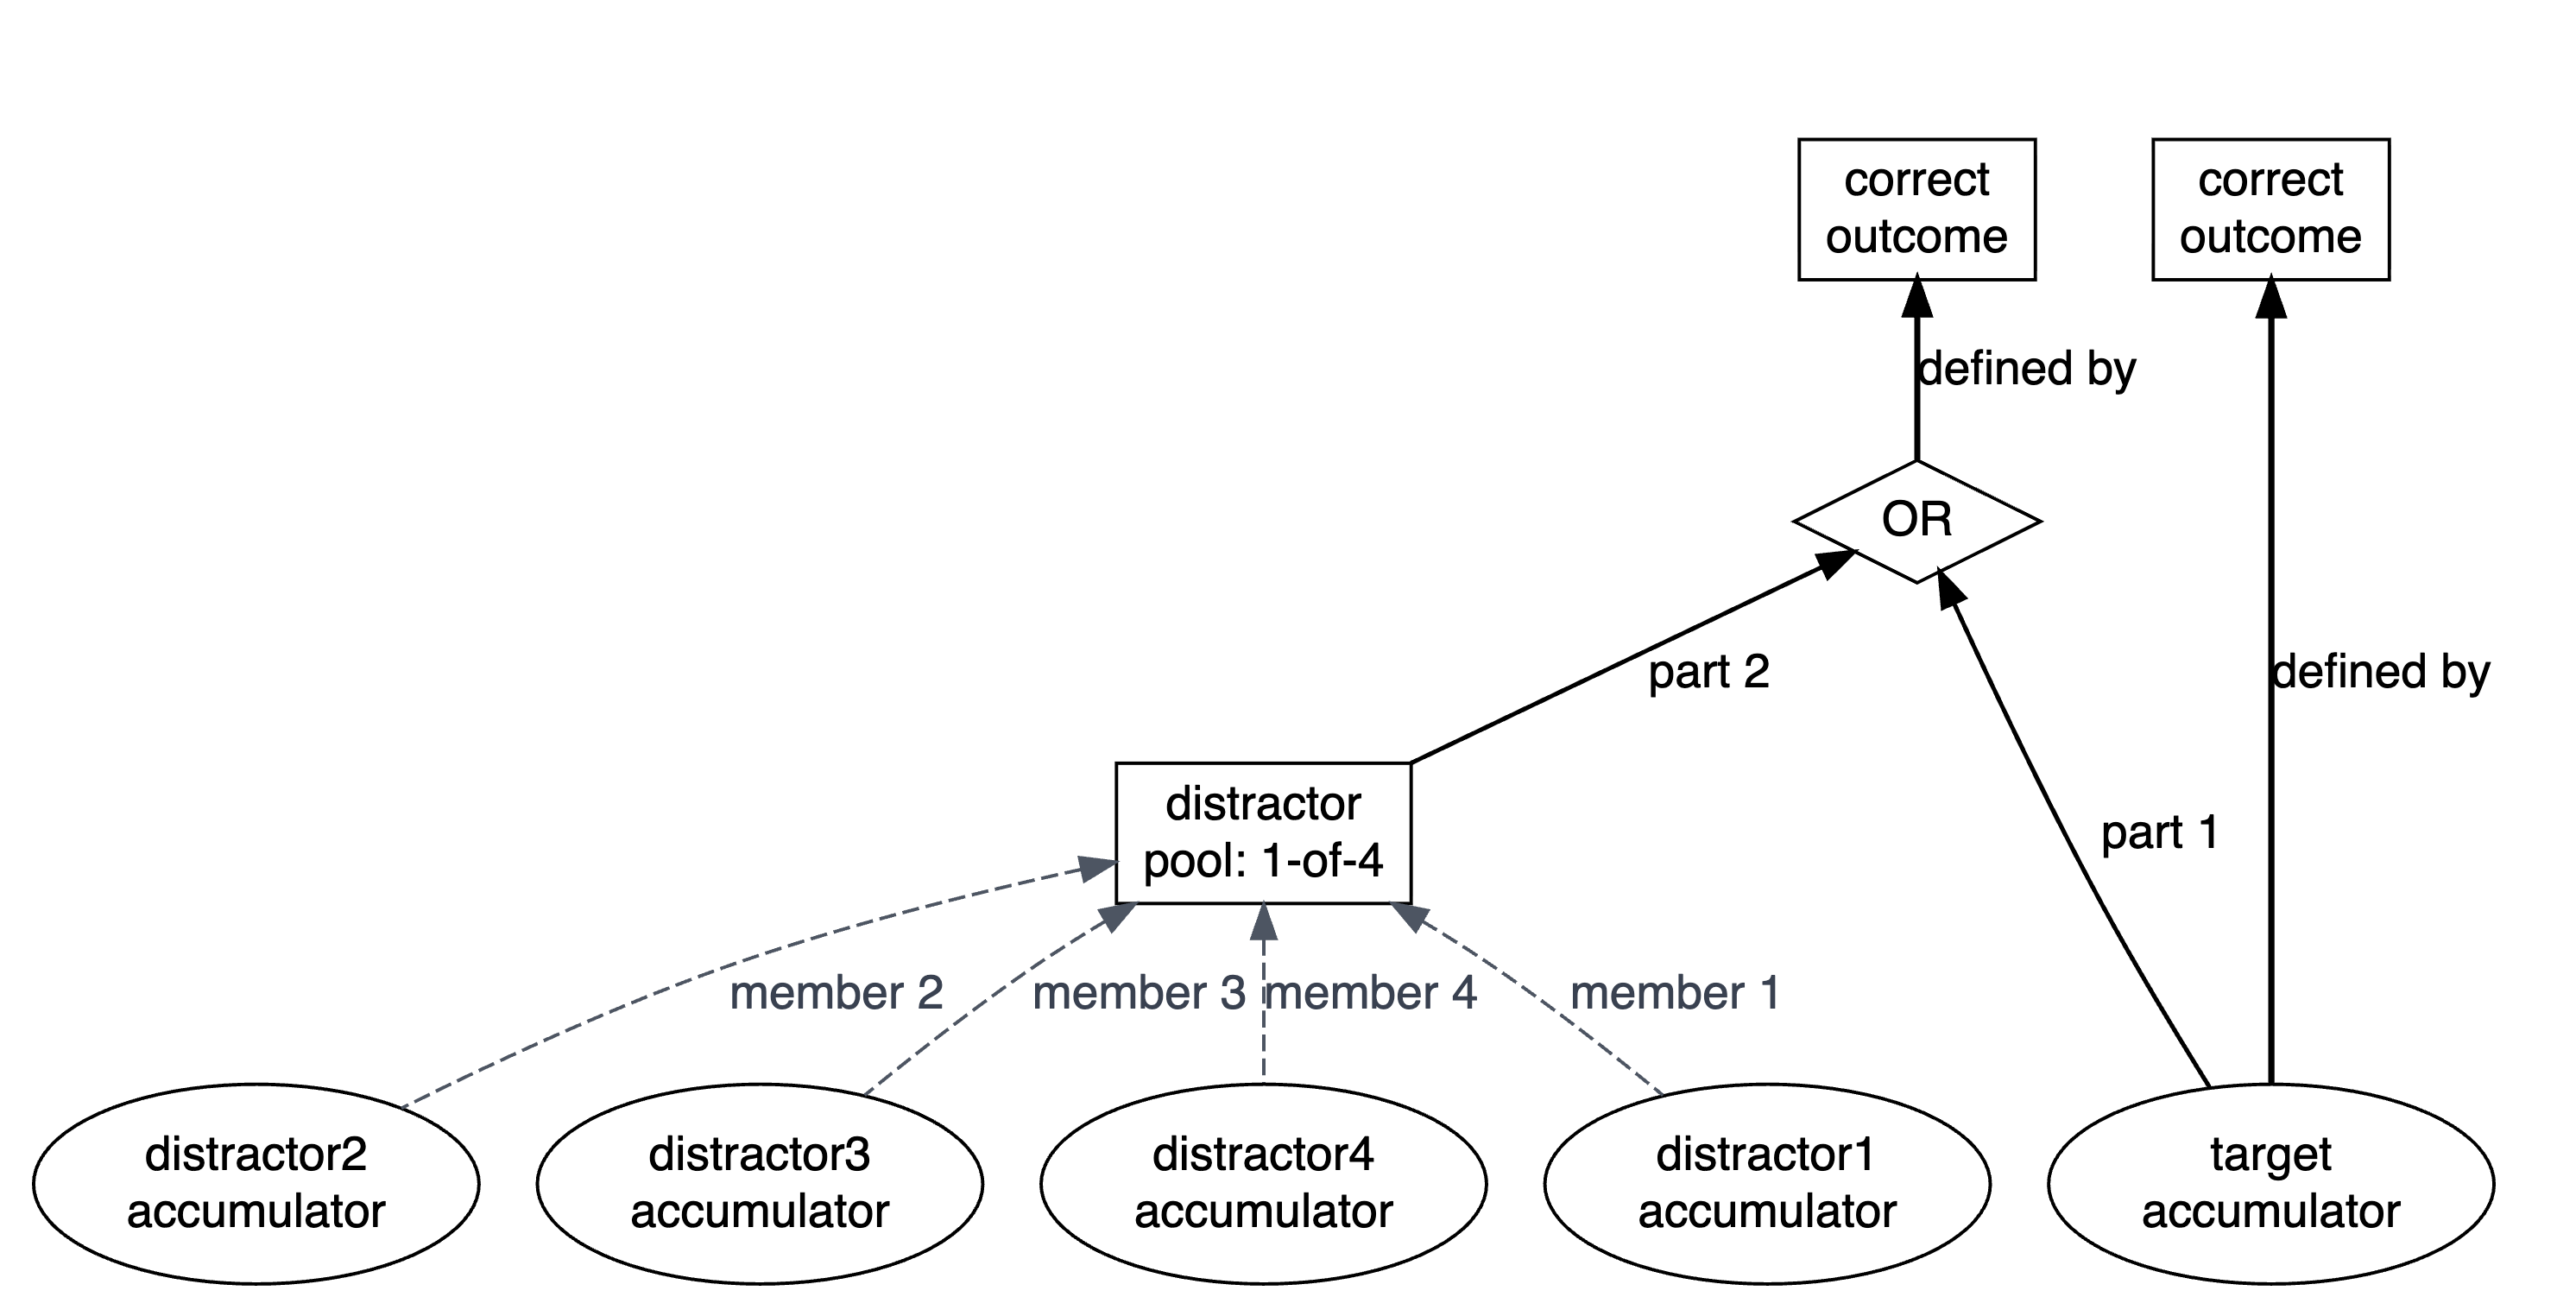 correct
outcome
correct
outcome
defined by
OR
part 2
defined by
distractor
pool: 1-of-4
part 1
member 2
member 3
member 4
member 1
distractor2
accumulator
distractor3
accumulator
distractor4
accumulator
distractor1
accumulator
target
accumulator